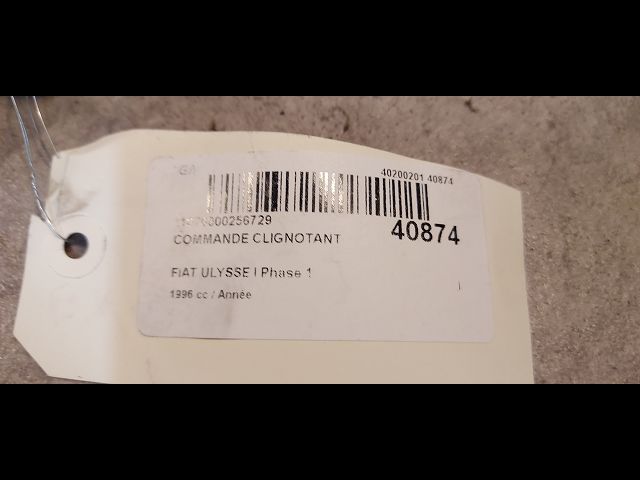 40200201 40874
40874
COMMANDE CLIGNOTANT
FIAT ULYSSE I Phase 1
1996 cc / Année